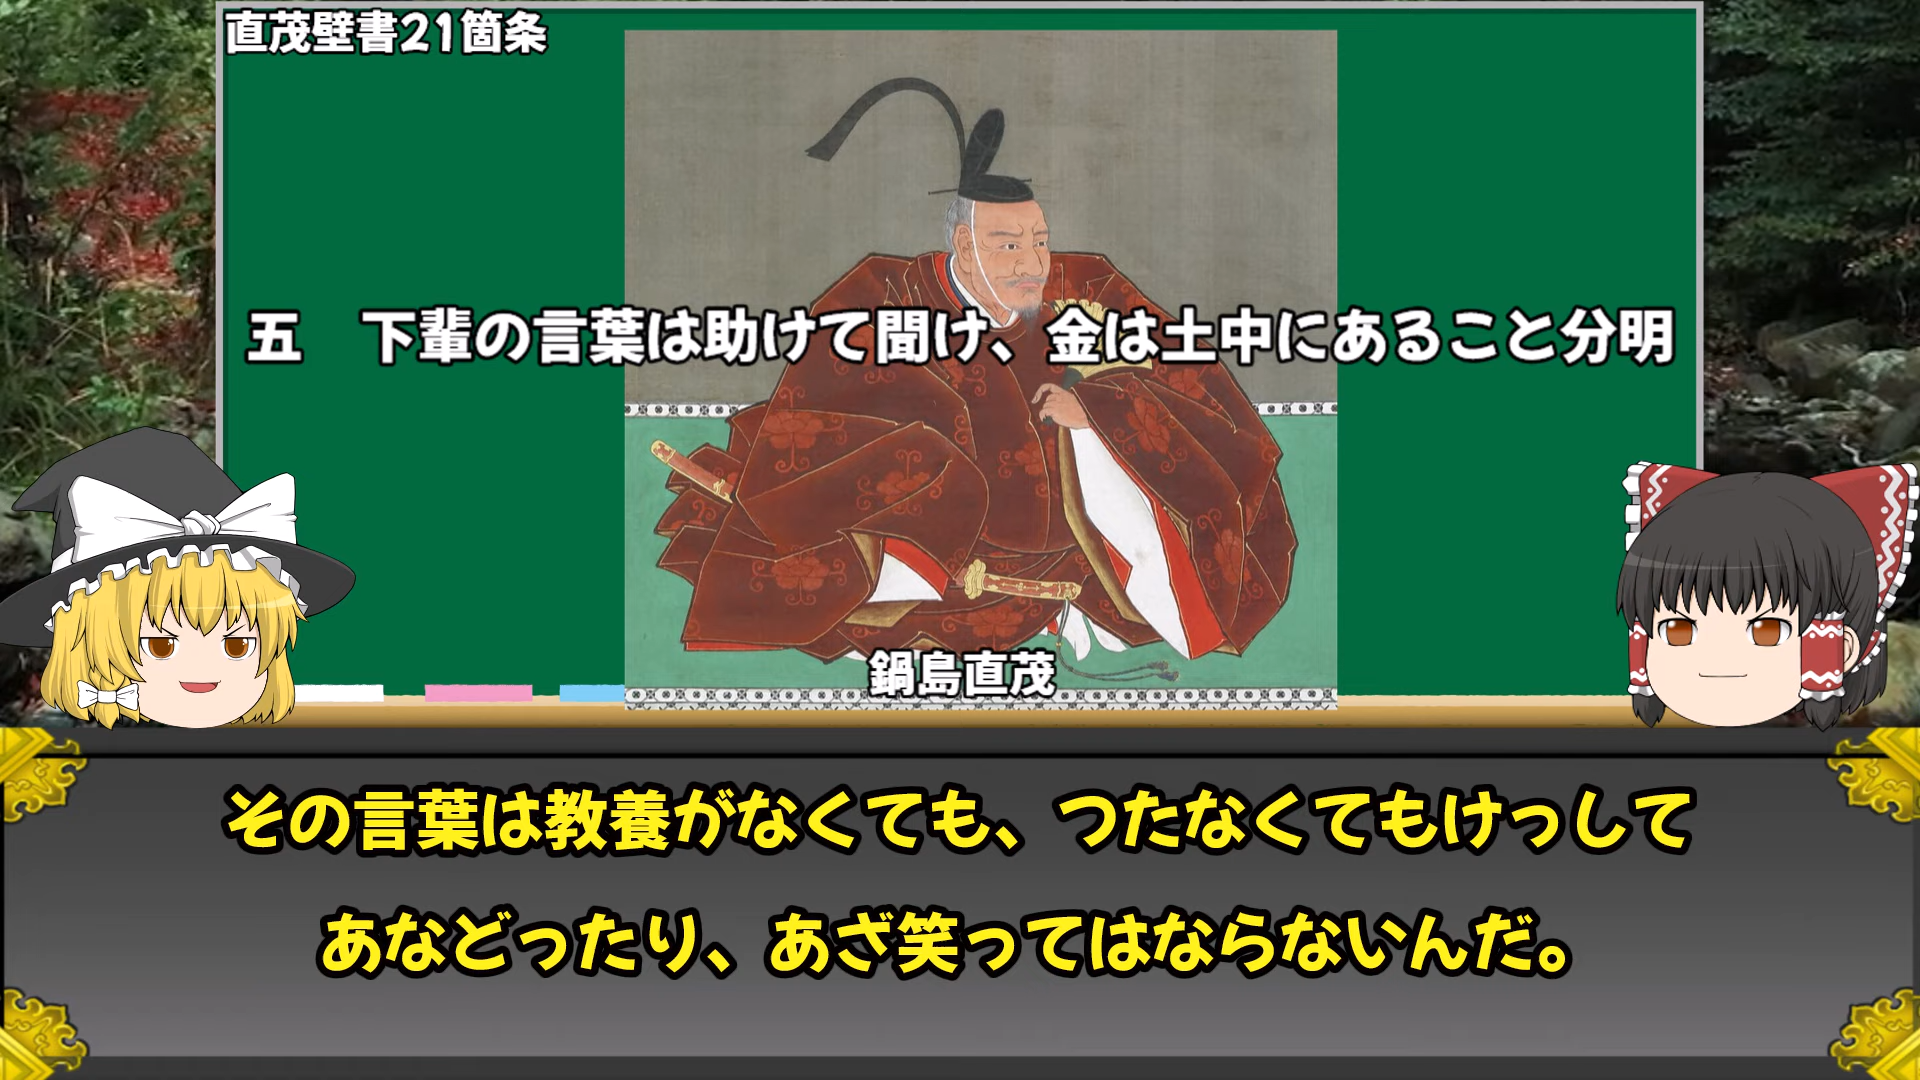 直茂壁書21箇条
五　下輩の言葉は助けて聞け、金は土中にあること分明
鍋島直茂
その言葉は教養がなくても、つたなくてもけっして
あなどったり、あざ笑ってはならないんだ。